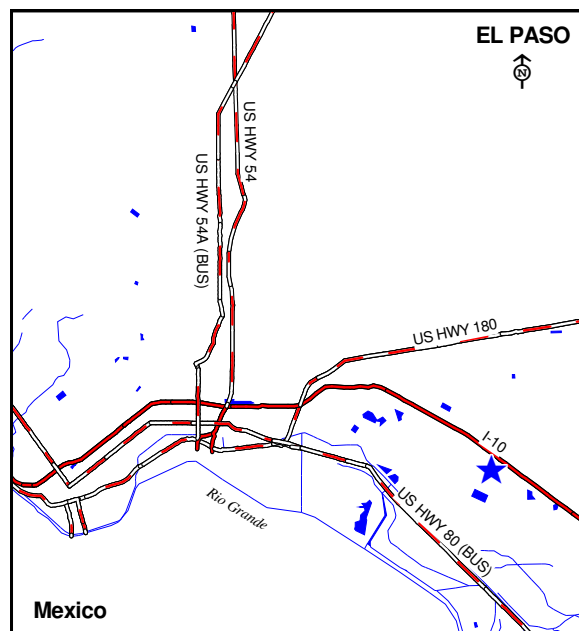 EL PASO
N
US HWY 54
US HWY 54A (BUS)
US HWY 180
I-10
US HWY 80 (BUS)
Rio Grande
Mexico